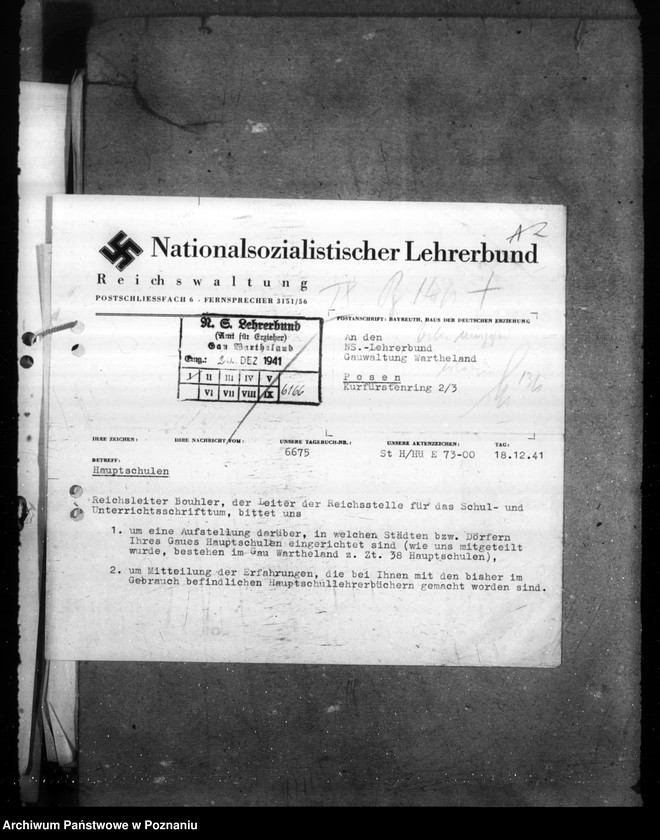 A2
Nationalsozialistischer Lehrerbund
Reichswaltung
POSTSCHLIESSFACH 6 · FERNSPRECHER 3151/56
N. S. Lehrerbund
(Amt für Erzieher)
Gau Wartheland
Eing.: DEZ 1941
I II III IV V
VI VII VIII IX 6166
POSTANSCHRIFT: BAYREUTH, HAUS DER DEUTSCHEN ERZIEHUNG
An den
NS.-Lehrerbund
Gauwaltung Wartheland
Posen
Kurfürstenring 2/3
IHRE ZEICHEN: IHRE NACHRICHT VOM: UNSERE TAGEBUCH-NR.: UNSERE AKTENZEICHEN: TAG:
6675 St H/Hü E 73-00 18.12.41
BETREFF:
Hauptschulen
Reichsleiter Bouhler, der Leiter der Reichsstelle für das Schul- und
Unterrichtsschrifttum, bittet uns
1. um eine Aufstellung darüber, in welchen Städten bzw. Dörfern
Ihres Gaues Hauptschulen eingerichtet sind (wie uns mitgeteilt
wurde, bestehen im Gau Wartheland z. Zt. 38 Hauptschulen),
2. um Mitteilung der Erfahrungen, die bei Ihnen mit den bisher im
Gebrauch befindlichen Hauptschullehrerbüchern gemacht worden sind.
Archiwum Państwowe w Poznaniu